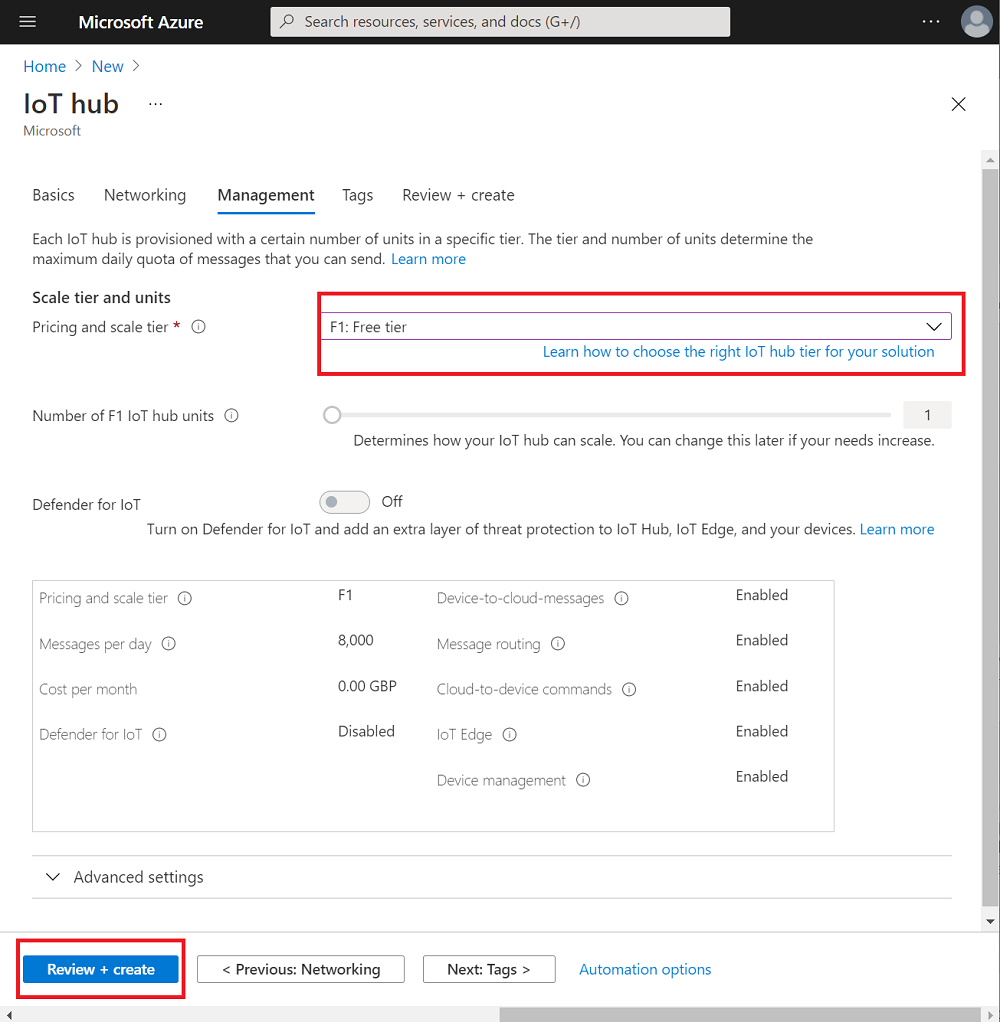 Microsoft Azure
Search resources, services, and docs (G+/)
...
Home > New >
IoT hub ...
Microsoft
Basics Networking Management Tags Review + create
Each IoT hub is provisioned with a certain number of units in a specific tier. The tier and number of units determine the
maximum daily quota of messages that you can send. Learn more
Scale tier and units
Pricing and scale tier *
F1: Free tier
Learn how to choose the right IoT hub tier for your solution
Number of F1 IoT hub units
1
Determines how your IoT hub can scale. You can change this later if your needs increase.
Defender for IoT
Off
Turn on Defender for IoT and add an extra layer of threat protection to IoT Hub, IoT Edge, and your devices. Learn more
Pricing and scale tier F1 Device-to-cloud-messages Enabled
Messages per day 8,000 Message routing Enabled
Cost per month 0.00 GBP Cloud-to-device commands Enabled
Defender for IoT Disabled IoT Edge Enabled
Device management Enabled
Advanced settings
Review + create < Previous: Networking Next: Tags > Automation options